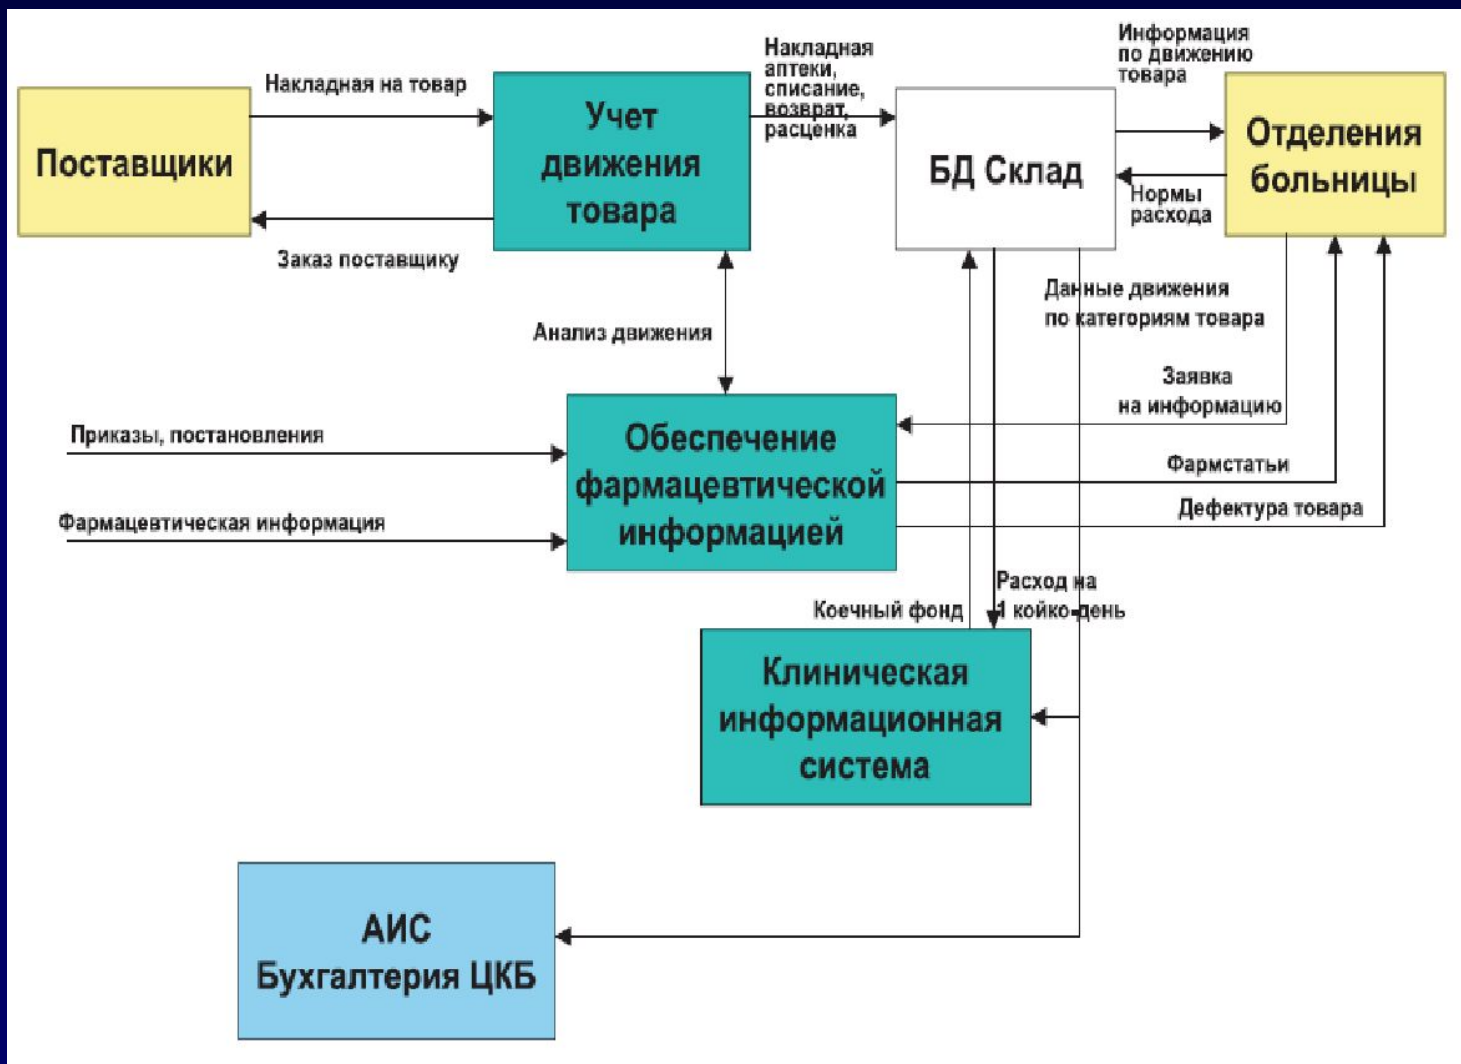 Поставщики
Накладная на товар
Заказ поставщику
Учет
движения
товара
Накладная
аптеки,
списание,
возврат,
расценка
БД Склад
Информация
по движению
товара
Нормы
расхода
Отделения
больницы
Анализ движения
Данные движения
по категориям товара
Заявка
на информацию
Приказы, постановления
Фармацевтическая информация
Обеспечение
фармацевтической
информацией
Фармстатьи
Дефектура товара
Коечный фонд
Расход на
1 койко-день
Клиническая
информационная
система
АИС
Бухгалтерия ЦКБ